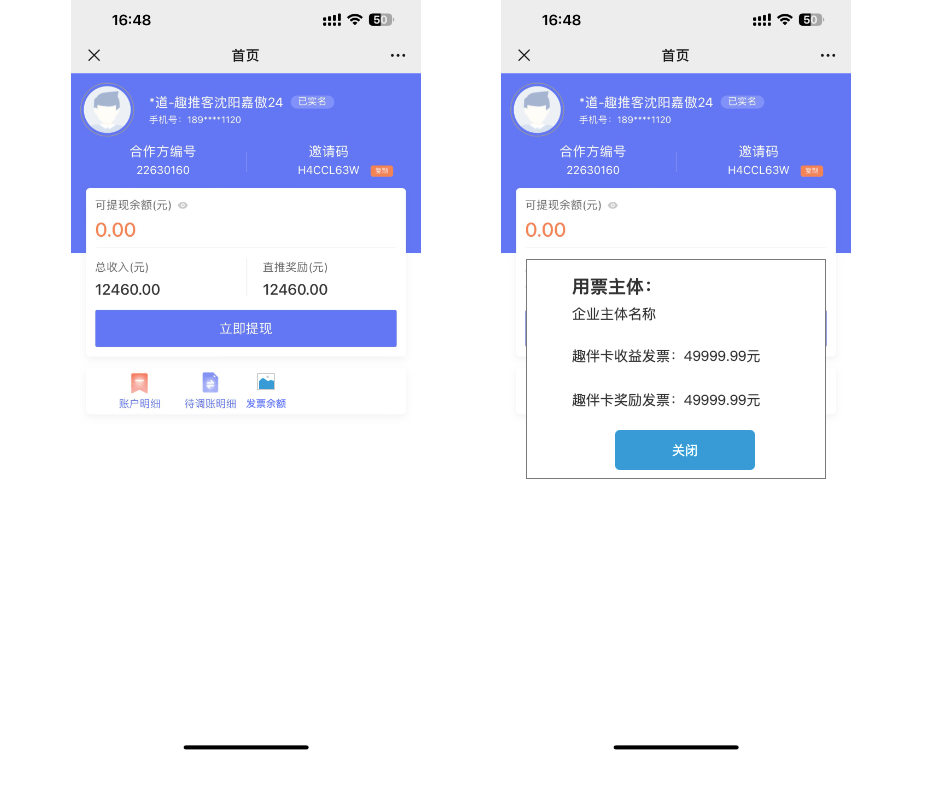 16:48
50
首页
*道-趣推客沈阳嘉傲24 已实名
手机号：189****1120
合作方编号 邀请码
22630160 H4CCL63W 复制
可提现余额(元)
0.00
总收入(元) 直推奖励(元)
12460.00 12460.00
立即提现
账户明细 待调账明细 发票余额
16:48
50
首页
*道-趣推客沈阳嘉傲24 已实名
手机号：189****1120
合作方编号 邀请码
22630160 H4CCL63W 复制
可提现余额(元)
0.00
用票主体：
企业主体名称
趣伴卡收益发票：49999.99元
趣伴卡奖励发票：49999.99元
关闭